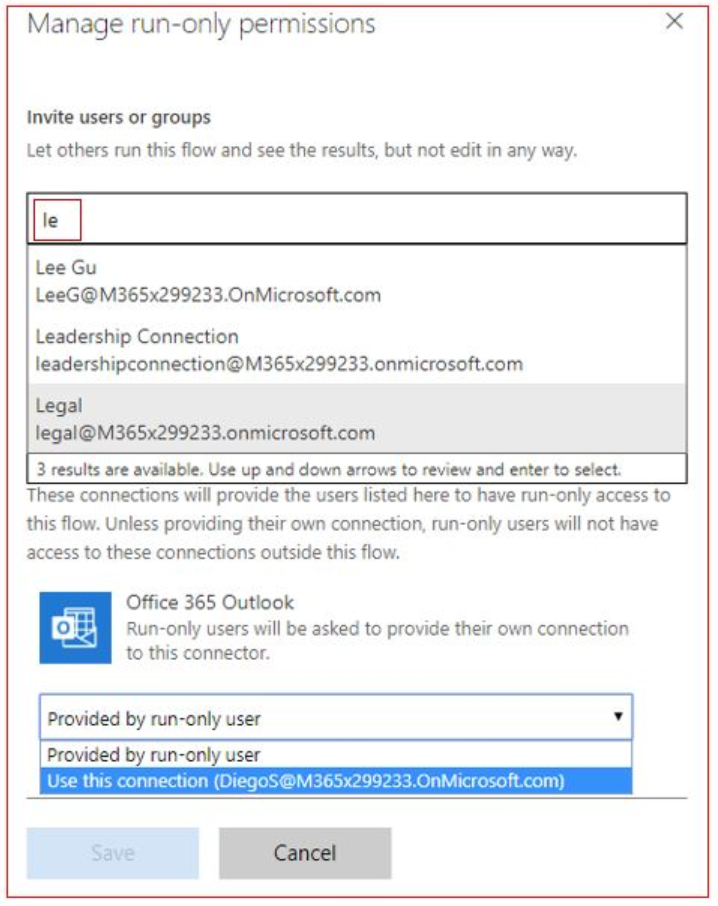 Manage run-only permissions
Invite users or groups
Let others run this flow and see the results, but not edit in any way.
le
Lee Gu
LeeG@M365x299233.OnMicrosoft.com
Leadership Connection
leadershipconnection@M365x299233.onmicrosoft.com
Legal
legal@M365x299233.onmicrosoft.com
3 results are available. Use up and down arrows to review and enter to select.
These connections will provide the users listed here to have run-only access to
this flow. Unless providing their own connection, run-only users will not have
access to these connections outside this flow.
Office 365 Outlook
Run-only users will be asked to provide their own connection
to this connector.
Provided by run-only user
Provided by run-only user
Use this connection (DiegoS@M365x299233.OnMicrosoft.com)
Save
Cancel